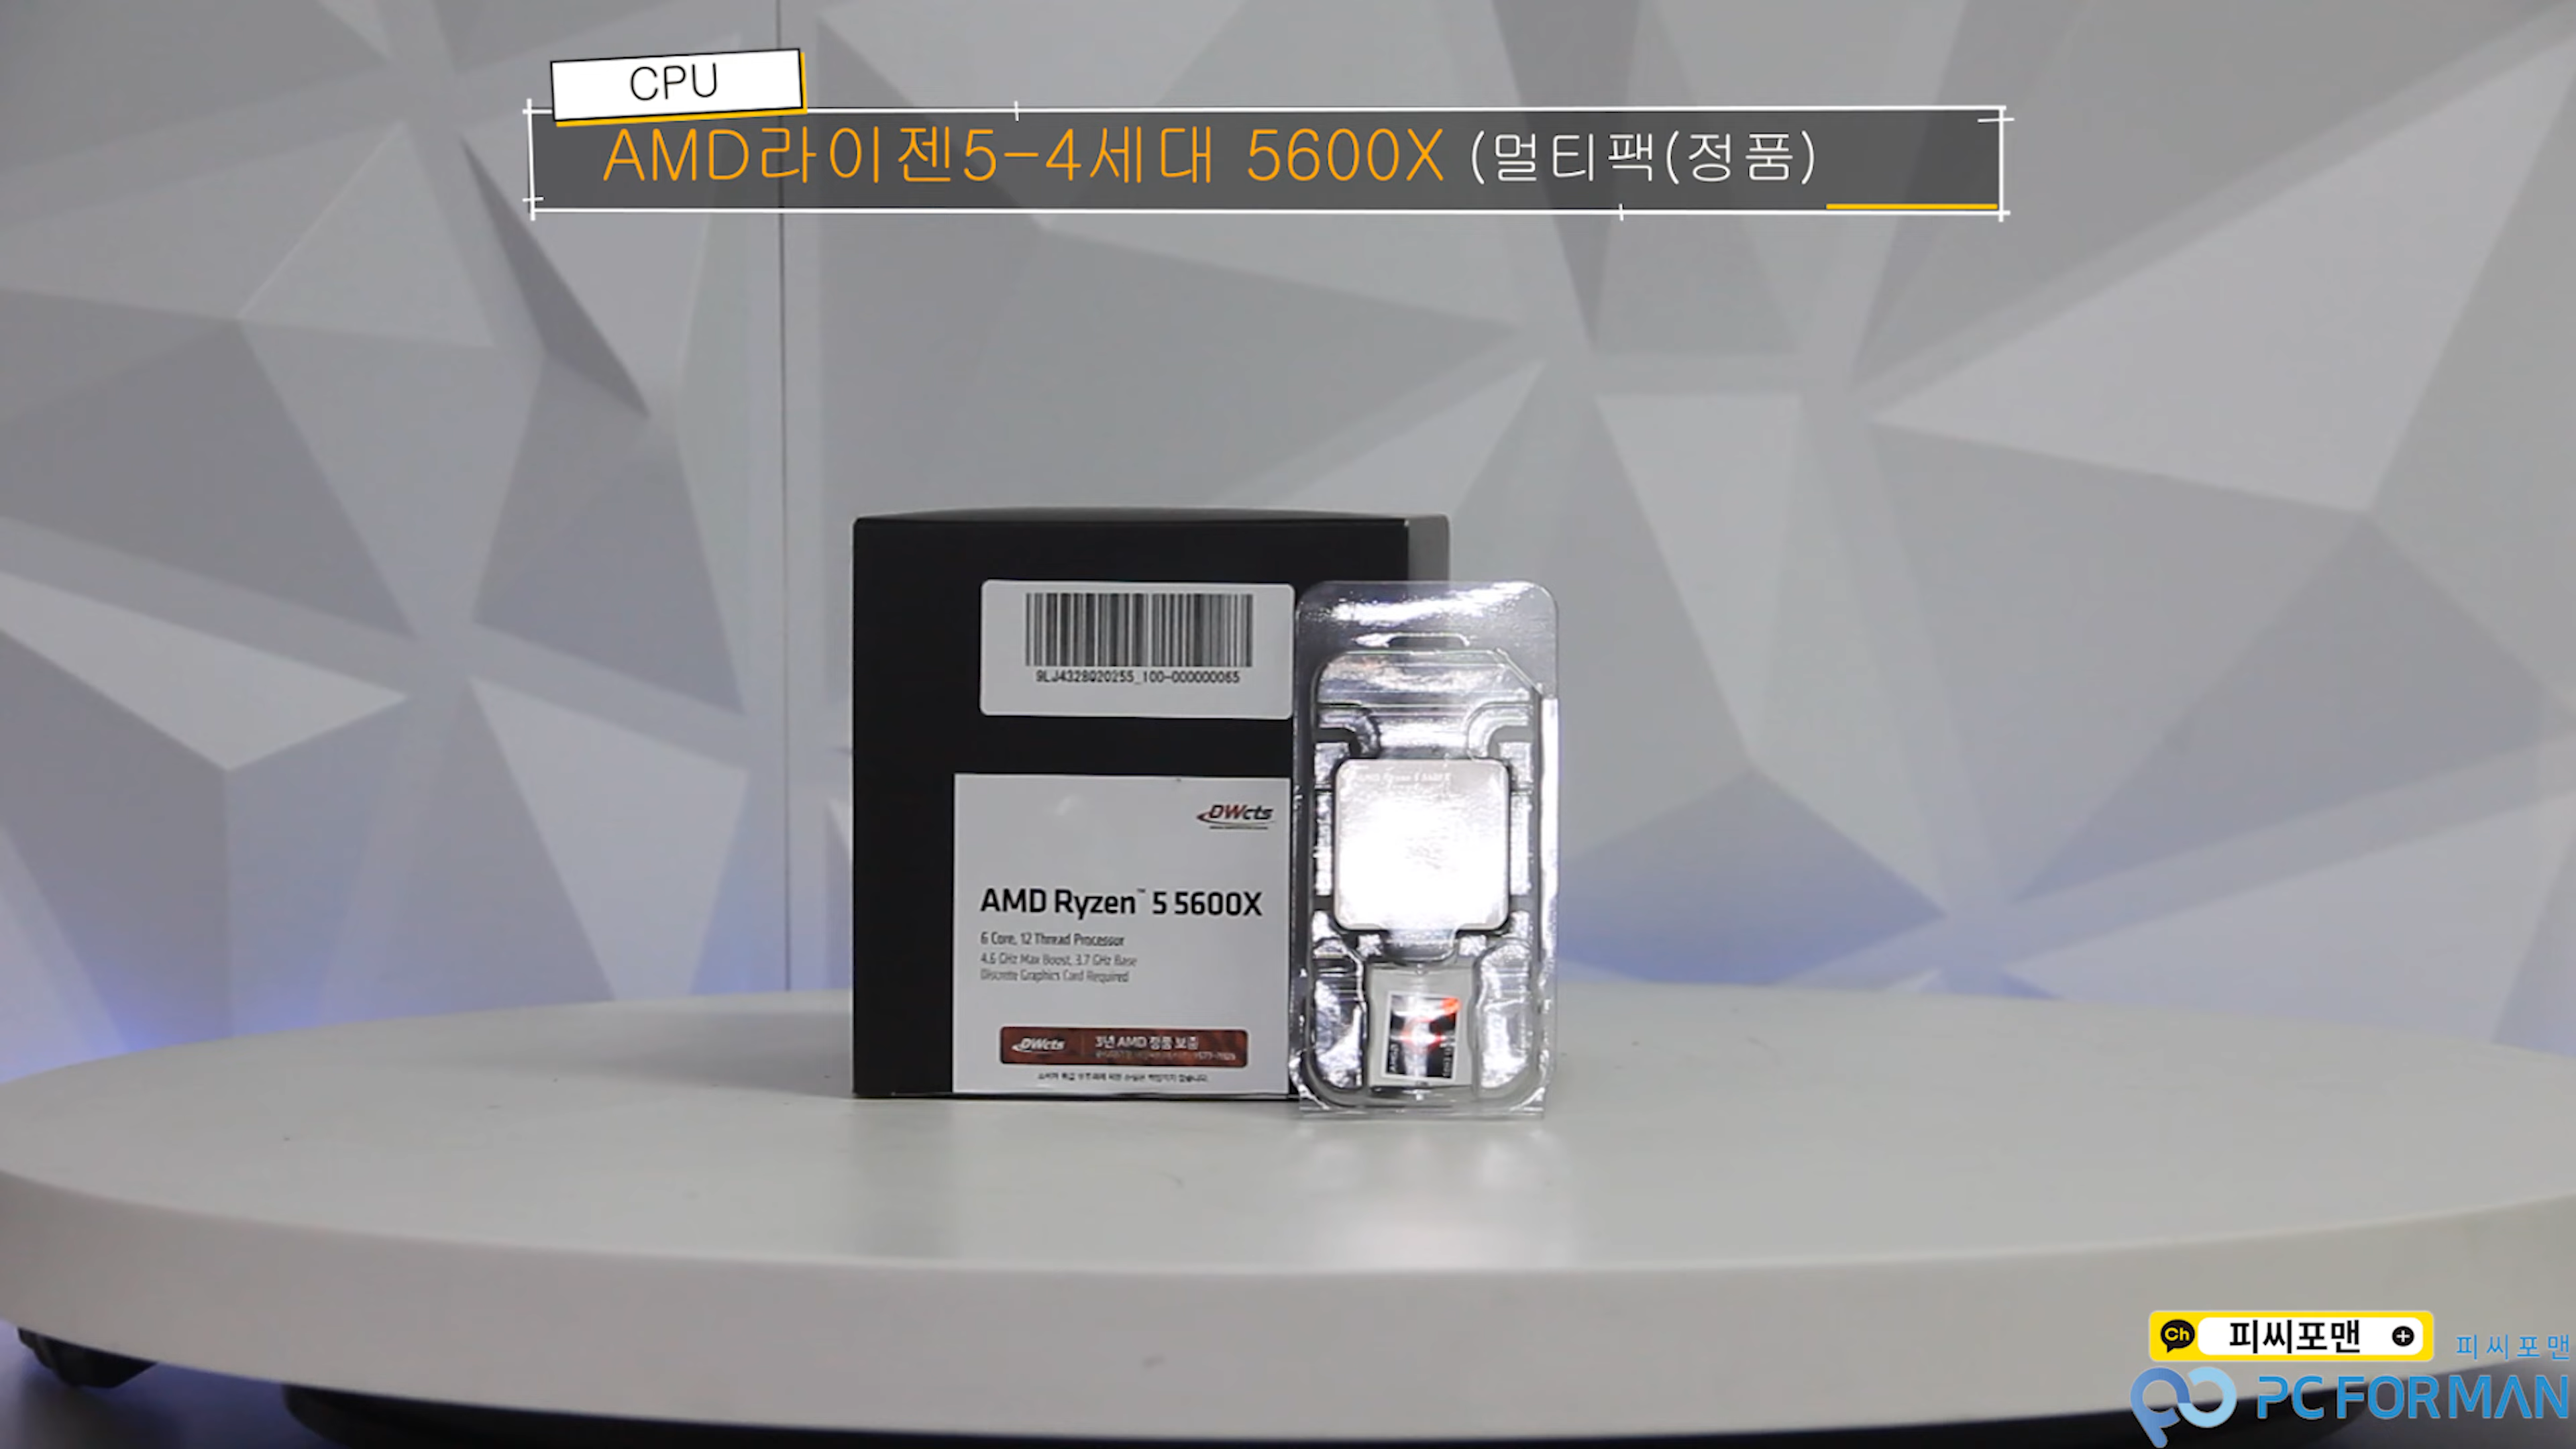 CPU
AMD라이젠5-4세대 5600X (멀티팩(정품)
9LJ4328Q20255_100-000000065
DWcts
AMD Ryzen™ 5 5600X
6 Core, 12 Thread Processor
4.6 GHz Max Boost, 3.7 GHz Base
Discrete Graphics Card Required
DWcts
3년 AMD 정품 보증
Ch 피씨포맨
피씨포맨
PC FORMAN